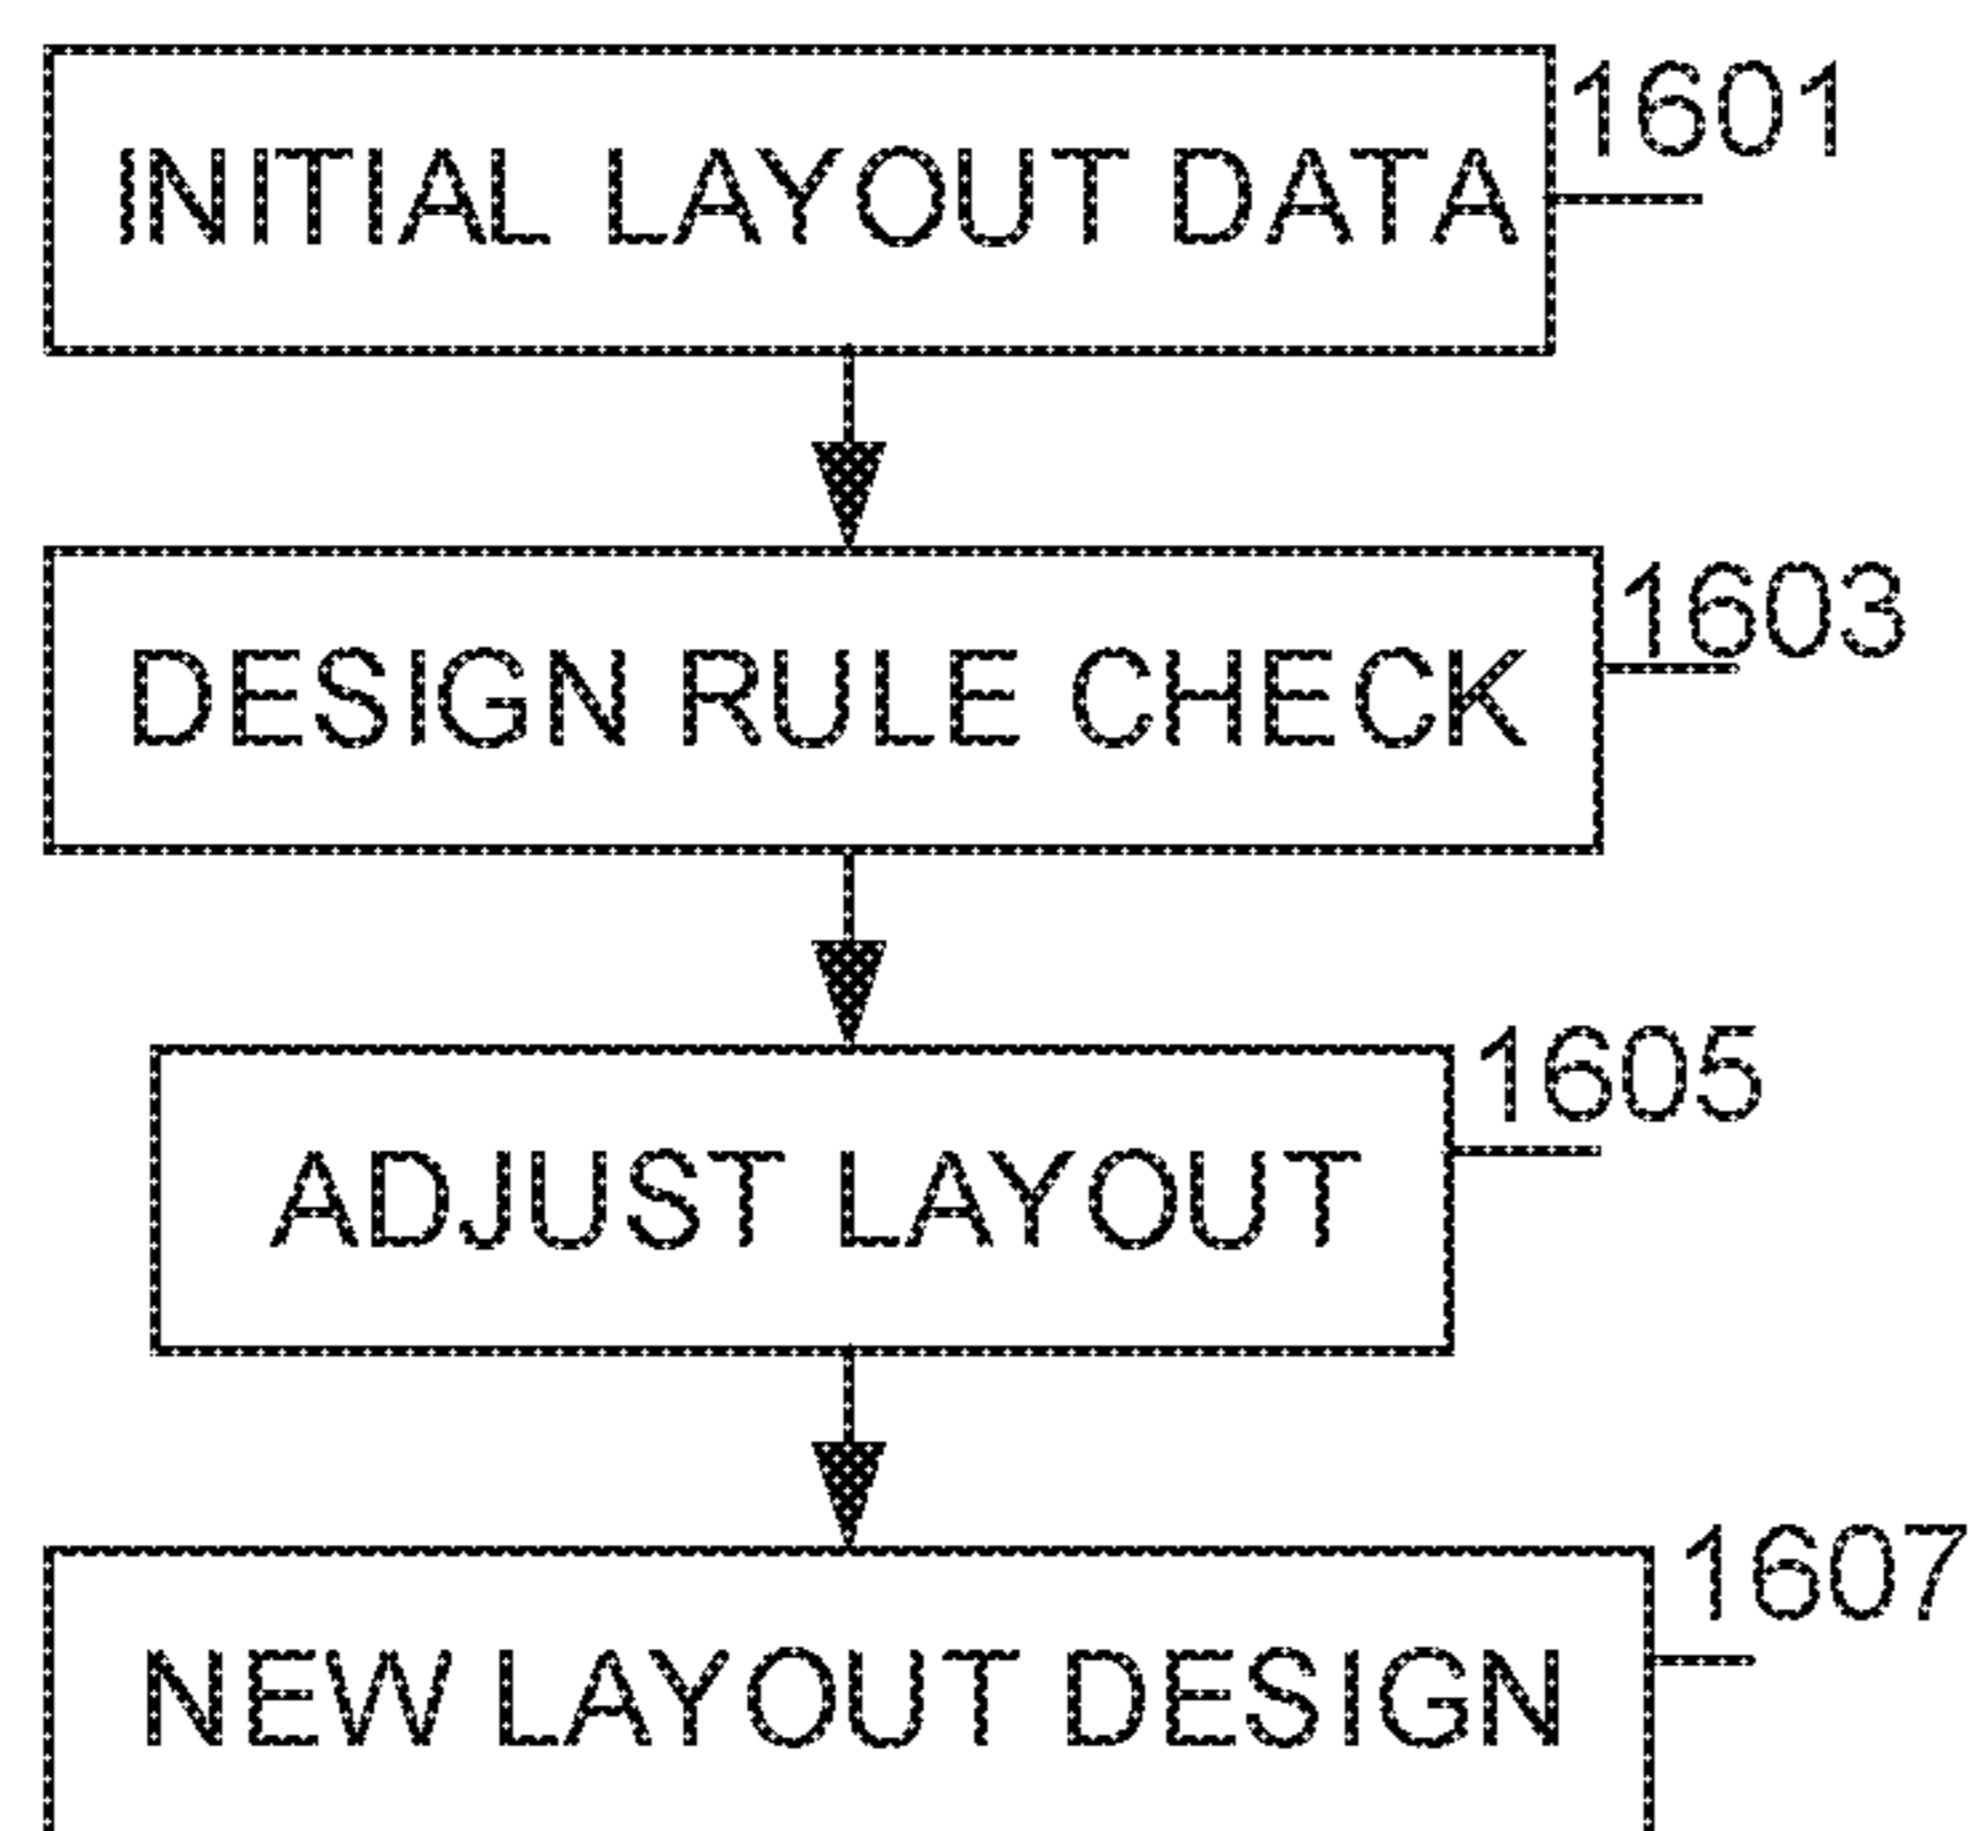 1601
INITIAL LAYOUT DATA
1603
DESIGN RULE CHECK
1605
ADJUST LAYOUT
1607
NEW LAYOUT DESIGN